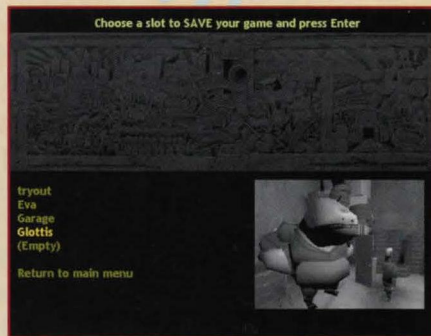 Choose a slot to SAVE your game and press Enter
tryout
Eva
Garage
Glottis
(Empty)
Return to main menu